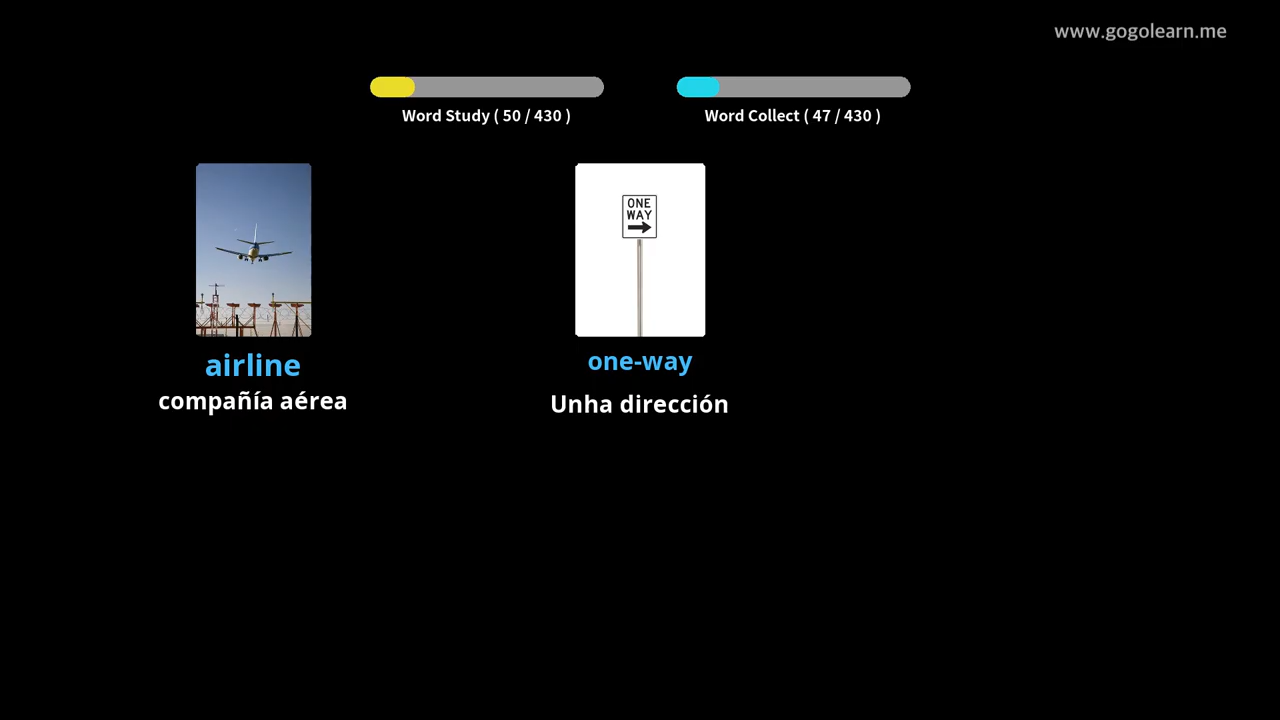 www.gogolearn.me
Word Study ( 50 / 430 )
Word Collect ( 47 / 430 )
ONE
WAY
airline
compañía aérea
one-way
Unha dirección